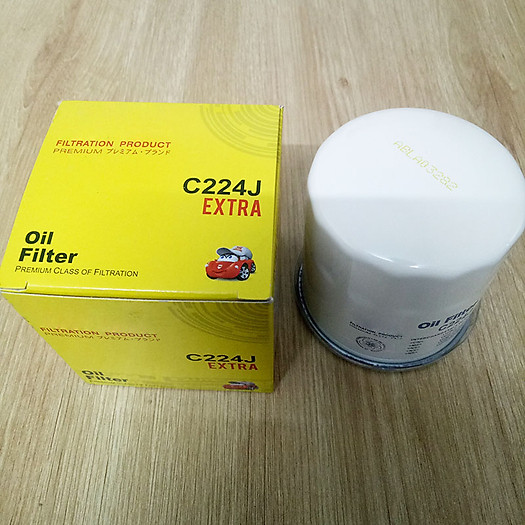 FILTRATION PRODUCT
PREMIUM プレミアム・ブランド
C224J
EXTRA
Oil
Filter
PREMIUM CLASS OF FILTRATION
FILTRATION PRODUCT
PREMIUM プレミアム・ブランド
C224J
EXTRA
Oil
Filter
Oil Filter
FILTRATION PRODUCT